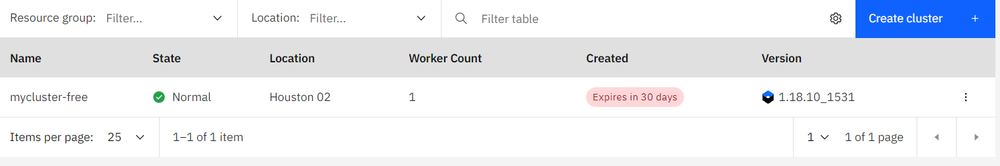 Resource group: Filter... Location: Filter... Filter table Create cluster +
Name State Location Worker Count Created Version
mycluster-free Normal Houston 02 1 Expires in 30 days 1.18.10_1531
Items per page: 25 1–1 of 1 item 1 1 of 1 page